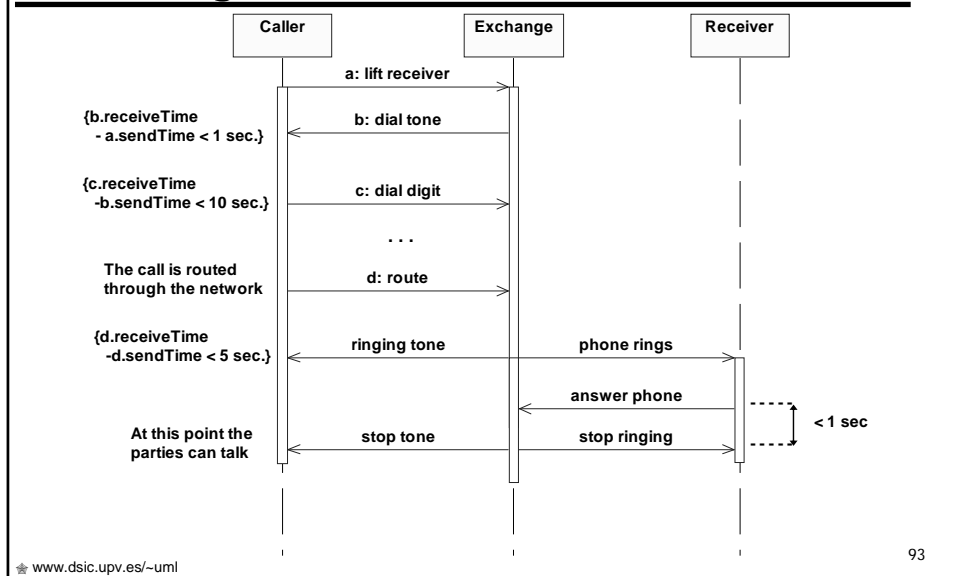 Caller
Exchange
Receiver
a: lift receiver
{b.receiveTime
- a.sendTime < 1 sec.}
b: dial tone
{c.receiveTime
-b.sendTime < 10 sec.}
c: dial digit
. . .
The call is routed
through the network
d: route
{d.receiveTime
-d.sendTime < 5 sec.}
ringing tone
phone rings
answer phone
< 1 sec
At this point the
parties can talk
stop tone
stop ringing
www.dsic.upv.es/~uml
93